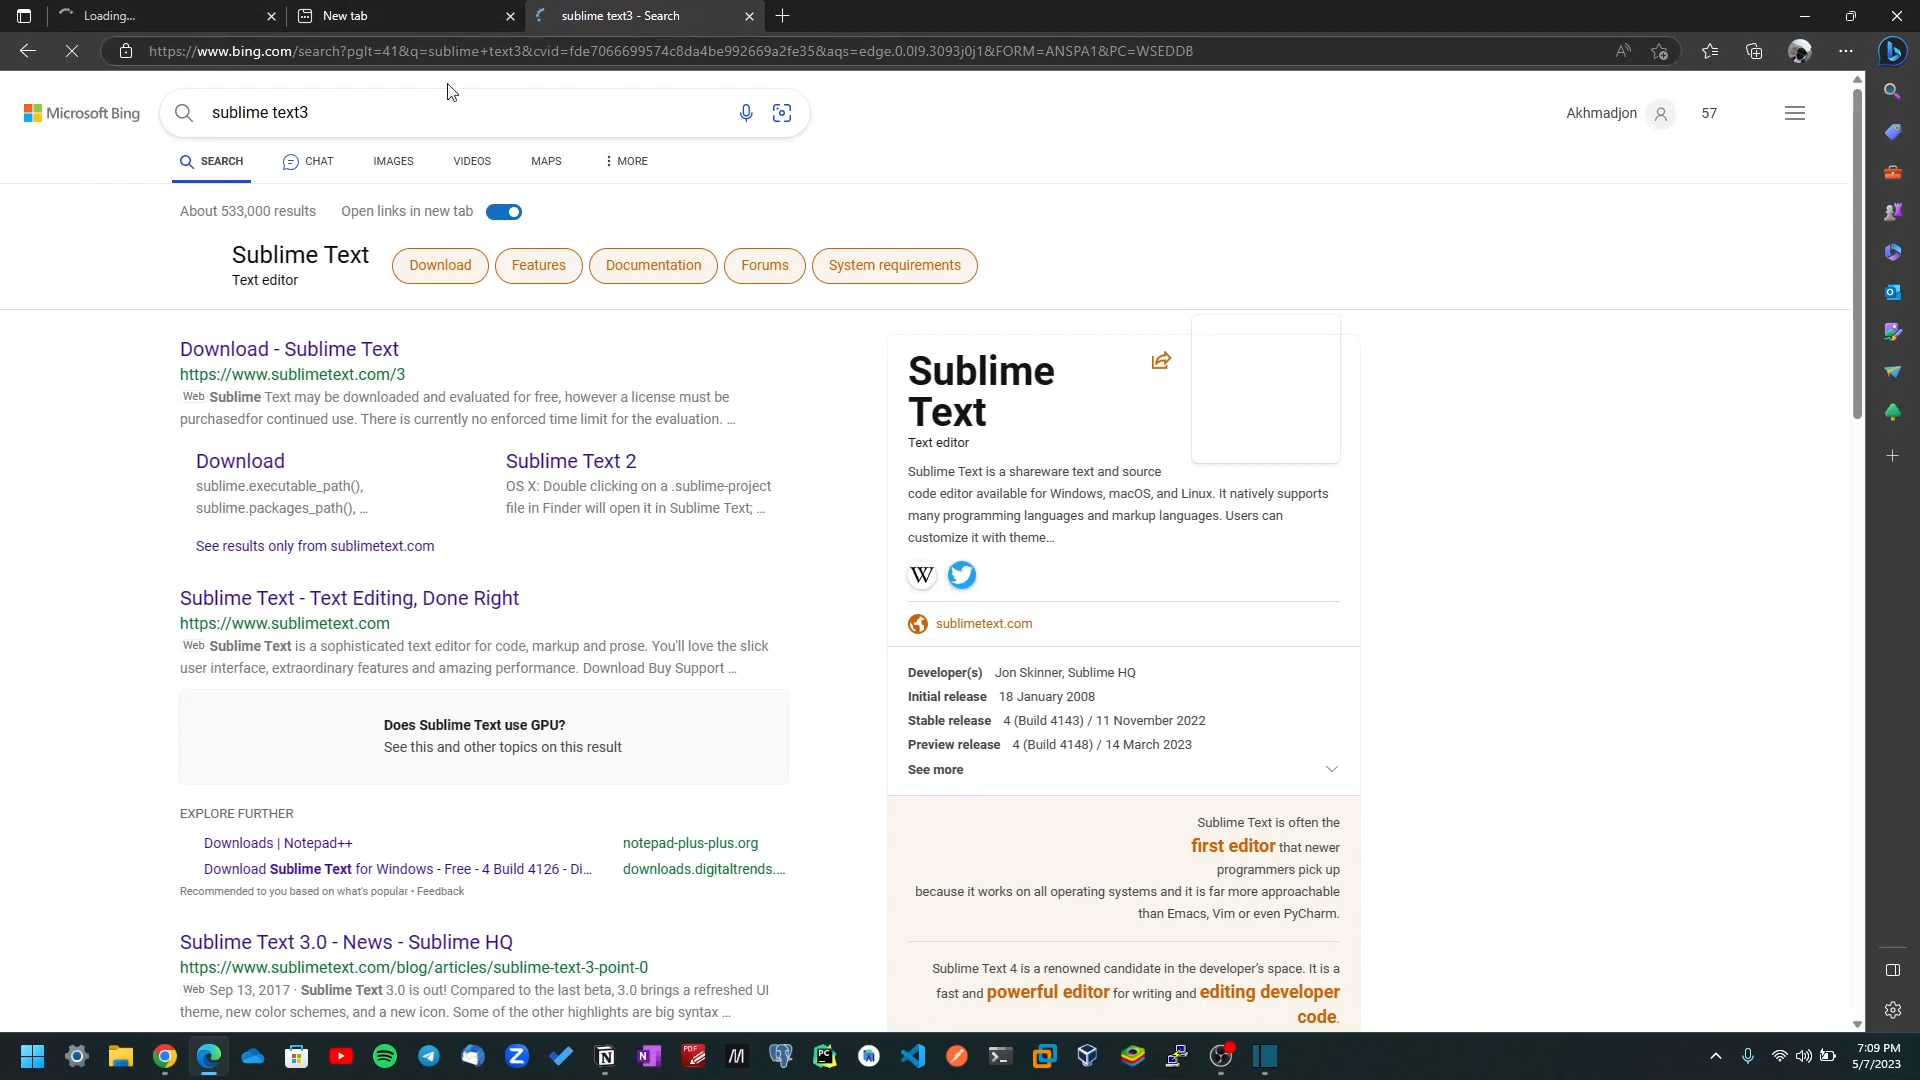 Loading...
New tab
sublime text3 - Search
https://www.bing.com/search?pglt=41&q=sublime+text3&cvid=fde7066699574c8da4be992669a2fe35&aqs=edge.0.0l9.3093j0j1&FORM=ANSPA1&PC=WSEDDB
Microsoft Bing
sublime text3
Akhmadjon
57
SEARCH
CHAT
IMAGES
VIDEOS
MAPS
MORE
About 533,000 results
Open links in new tab
Sublime Text
Text editor
Download
Features
Documentation
Forums
System requirements
Download - Sublime Text
https://www.sublimetext.com/3
Web Sublime Text may be downloaded and evaluated for free, however a license must be
purchasedfor continued use. There is currently no enforced time limit for the evaluation. ...
Download
sublime.executable_path(),
sublime.packages_path(), ...
Sublime Text 2
OS X: Double clicking on a .sublime-project
file in Finder will open it in Sublime Text; ...
See results only from sublimetext.com
Sublime Text - Text Editing, Done Right
https://www.sublimetext.com
Web Sublime Text is a sophisticated text editor for code, markup and prose. You'll love the slick
user interface, extraordinary features and amazing performance. Download Buy Support ...
Does Sublime Text use GPU?
See this and other topics on this result
EXPLORE FURTHER
Downloads | Notepad++
notepad-plus-plus.org
Download Sublime Text for Windows - Free - 4 Build 4126 - Di...
downloads.digitaltrends....
Recommended to you based on what's popular • Feedback
Sublime Text 3.0 - News - Sublime HQ
https://www.sublimetext.com/blog/articles/sublime-text-3-point-0
Web Sep 13, 2017 · Sublime Text 3.0 is out! Compared to the last beta, 3.0 brings a refreshed UI
theme, new color schemes, and a new icon. Some of the other highlights are big syntax ...
Sublime
Text
Text editor
Sublime Text is a shareware text and source
code editor available for Windows, macOS, and Linux. It natively supports
many programming languages and markup languages. Users can
customize it with theme...
W
sublimetext.com
Developer(s) Jon Skinner, Sublime HQ
Initial release 18 January 2008
Stable release 4 (Build 4143) / 11 November 2022
Preview release 4 (Build 4148) / 14 March 2023
See more
Sublime Text is often the
first editor that newer
programmers pick up
because it works on all operating systems and it is far more approachable
than Emacs, Vim or even PyCharm.
Sublime Text 4 is a renowned candidate in the developer's space. It is a
fast and powerful editor for writing and editing developer
code.
7:09 PM
5/7/2023